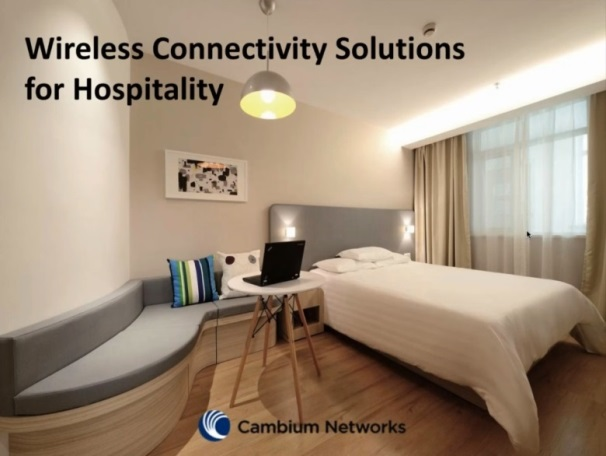 Wireless Connectivity Solutions
for Hospitality
Cambium Networks